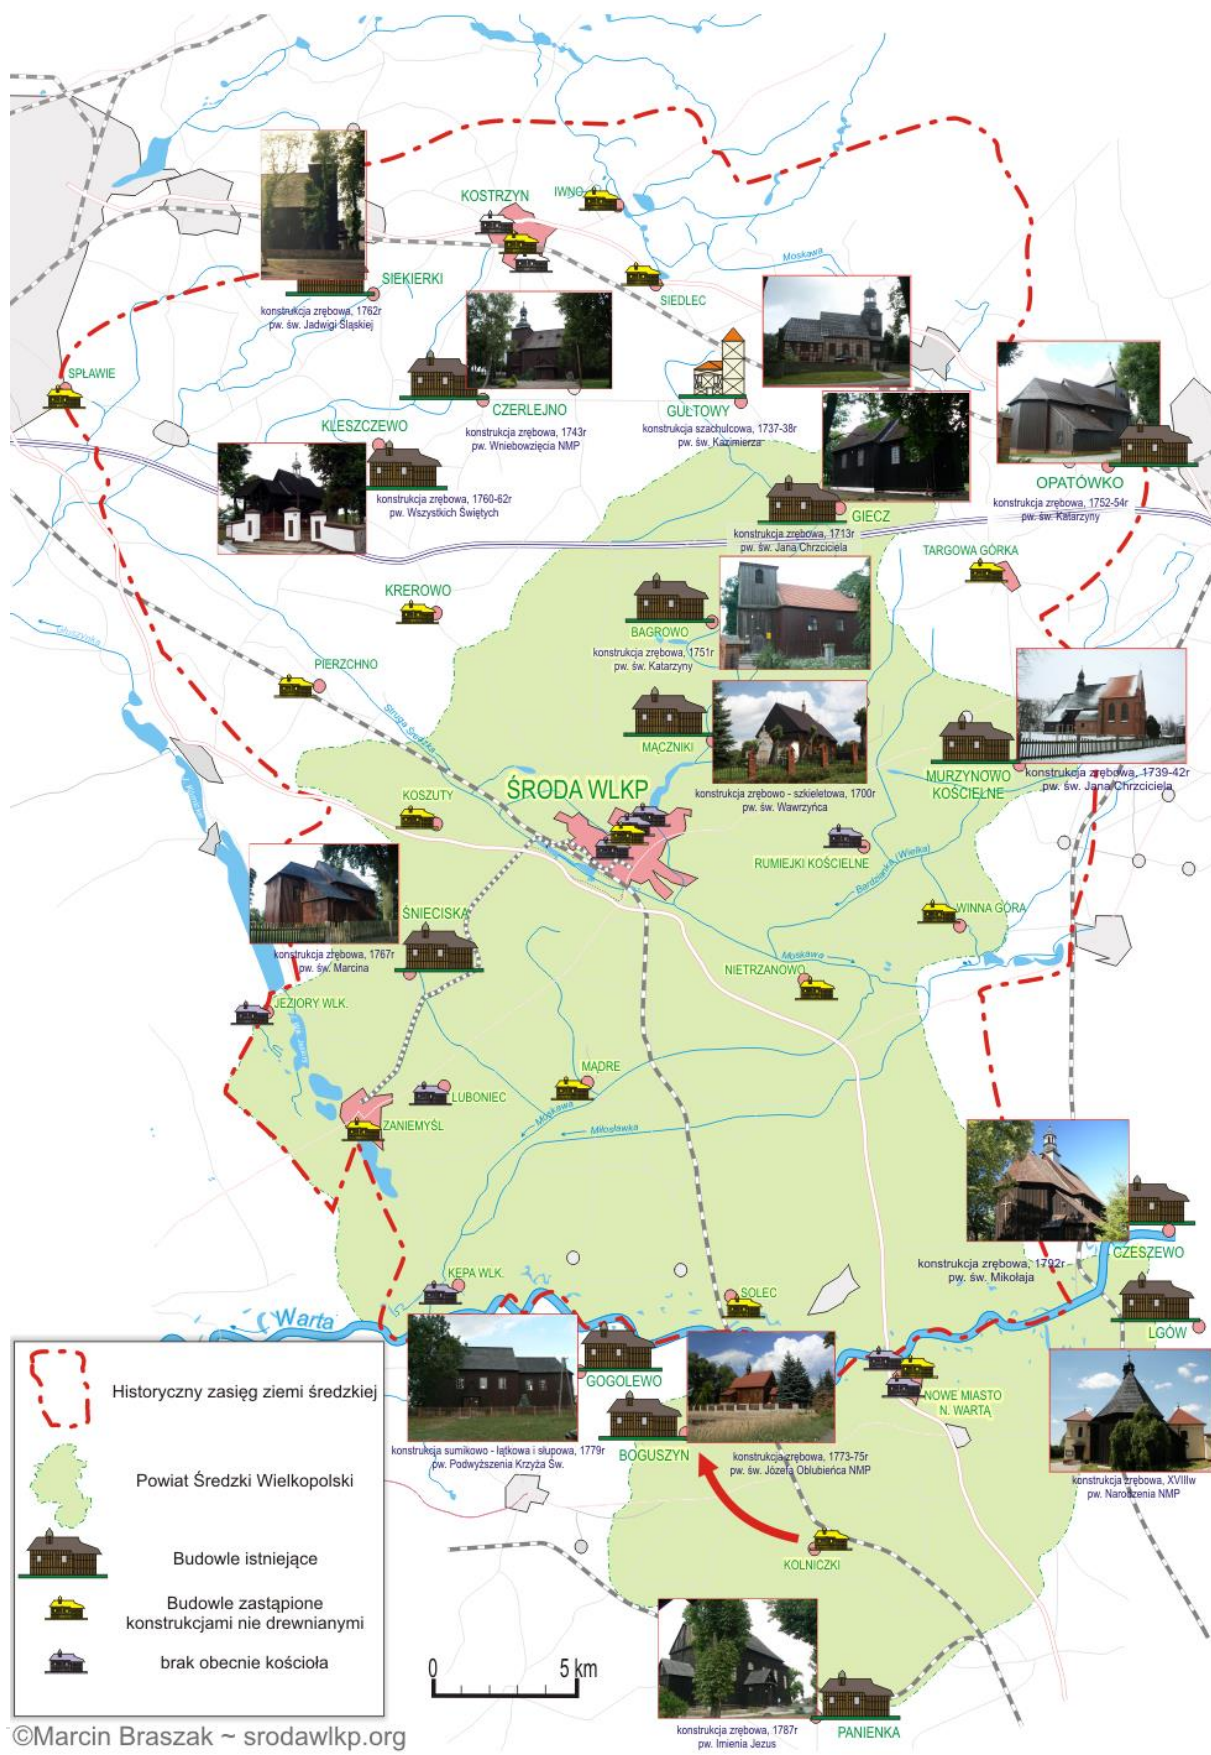 KOSTRZYN
IWNO
Moskawa
SIEKIERKI
SIEDLEC
konstrukcja zrębowa, 1762r
pw. św. Jadwigi Śląskiej
SPŁAWIE
CZERLEJNO
GUŁTOWY
KLESZCZEWO
konstrukcja zrębowa, 1743r
pw. Wniebowzięcia NMP
konstrukcja szachulcowa, 1737-38r
pw. św. Kazimierza
OPATÓWKO
konstrukcja zrębowa, 1760-62r
pw. Wszystkich Świętych
konstrukcja zrębowa, 1752-54r
pw. św. Katarzyny
GIECZ
konstrukcja zrębowa, 1713r
pw. św. Jana Chrzciciela
TARGOWA GÓRKA
KREROWO
Głuszynka
BAGROWO
konstrukcja zrębowa, 1751r
pw. św. Katarzyny
PIERZCHNO
Struga Średzka
MĄCZNIKI
MURZYNOWO
KOŚCIELNE
konstrukcja zrębowa, 1739-42r
pw. św. Jana Chrzciciela
ŚRODA WLKP
konstrukcja zrębowo - szkieletowa, 1700r
pw. św. Wawrzyńca
KOSZUTY
RUMIEJKI KOŚCIELNE
Bardzianka (Wielka)
ŚNIECISKA
WINNA GÓRA
konstrukcja zrębowa, 1767r
pw. św. Marcina
NIETRZANOWO
Moskawa
JEZIORY WLK.
MĄDRE
LUBONIEC
ZANIEMYŚL
Moskawa
Miłosławka
CZESZEWO
konstrukcja zrębowa, 1792r
pw. św. Mikołaja
KĘPA WLK.
SOLEC
Warta
LGÓW
GOGOLEWO
NOWE MIASTO
N. WARTĄ
BOGUSZYN
konstrukcja sumikowo - łątkowa i słupowa, 1779r
pw. Podwyższenia Krzyża Św.
konstrukcja zrębowa, 1773-75r
pw. św. Józefa Oblubieńca NMP
konstrukcja zrębowa, XVIIIw
pw. Narodzenia NMP
KOLNICZKI
PANIENKA
konstrukcja zrębowa, 1787r
pw. Imienia Jezus
Historyczny zasięg ziemi średzkiej
Powiat Średzki Wielkopolski
Budowle istniejące
Budowle zastąpione
konstrukcjami nie drewnianymi
brak obecnie kościoła
0 5 km
©Marcin Braszak ~ srodawlkp.org